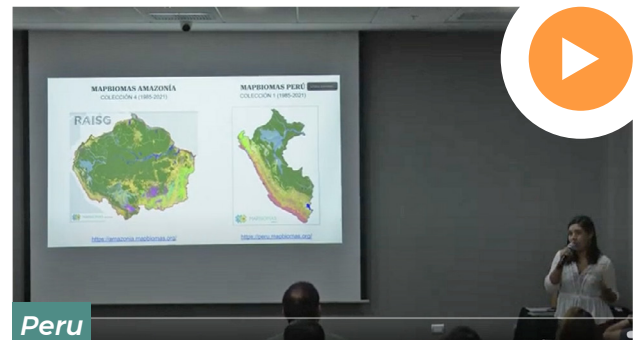 MAPBIOMAS AMAZONÍA
COLECCIÓN 4 (1985-2021)
RAISG
https://amazonia.mapbiomas.org/
MAPBIOMAS PERÚ
COLECCIÓN 1 (1985-2021)
https://peru.mapbiomas.org/
Peru